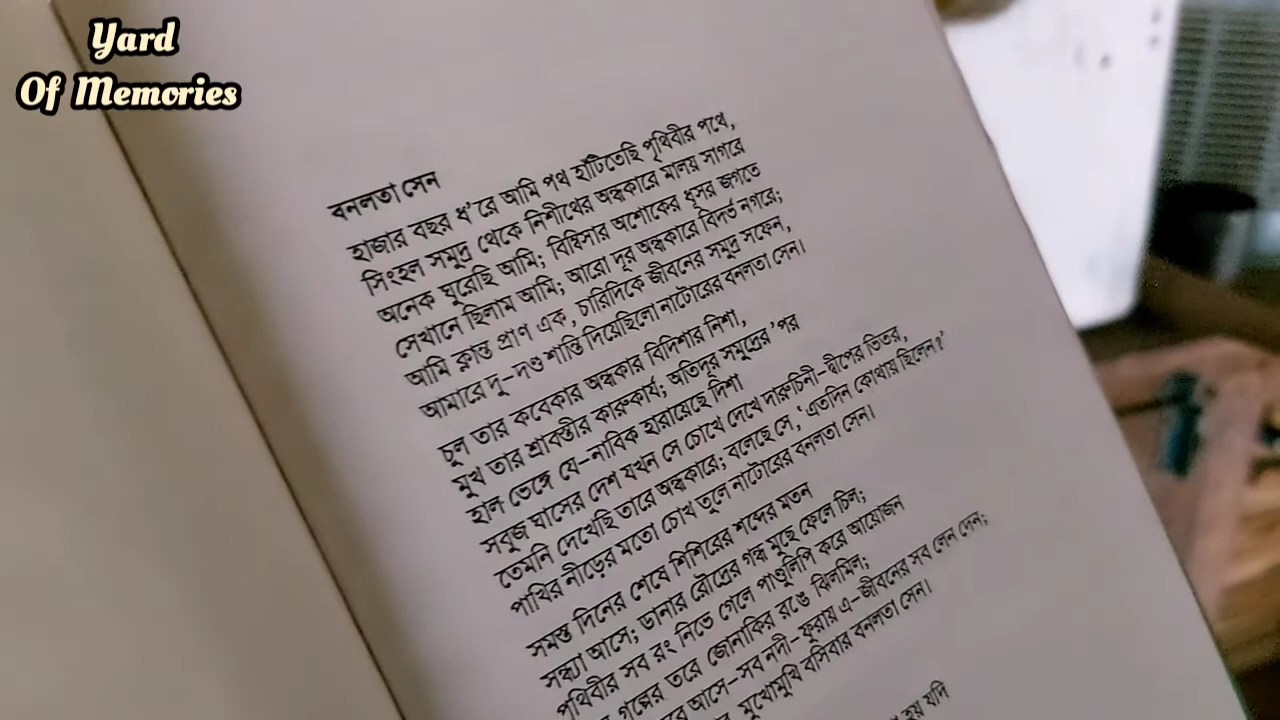 Yard
Of Memories
বনলতা সেন
হাজার বছর ধ'রে আমি পথ হাঁটিতেছি পৃথিবীর পথে,
সিংহল সমুদ্র থেকে নিশীথের অন্ধকারে মালয় সাগরে
অনেক ঘুরেছি আমি; বিম্বিসার অশোকের ধূসর জগতে
সেখানে ছিলাম আমি; আরো দূর অন্ধকারে বিদর্ভ নগরে;
আমি ক্লান্ত প্রাণ এক, চারিদিকে জীবনের সমুদ্র সফেন,
আমারে দু-দণ্ড শান্তি দিয়েছিলো নাটোরের বনলতা সেন।
চুল তার কবেকার অন্ধকার বিদিশার নিশা,
মুখ তার শ্রাবস্তীর কারুকার্য; অতিদূর সমুদ্রের 'পর
হাল ভেঙ্গে যে-নাবিক হারায়েছে দিশা
সবুজ ঘাসের দেশ যখন সে চোখে দেখে দারুচিনী-দ্বীপের ভিতর,
তেমনি দেখেছি তারে অন্ধকারে; বলেছে সে, 'এতদিন কোথায় ছিলেন?'
পাখির নীড়ের মতো চোখ তুলে নাটোরের বনলতা সেন।
সমস্ত দিনের শেষে শিশিরের শব্দের মতন
সন্ধ্যা আসে; ডানার রৌদ্রের গন্ধ মুছে ফেলে চিল;
পৃথিবীর সব রং নিভে গেলে পাণ্ডুলিপি করে আয়োজন
গল্পের তরে জোনাকির রঙে ঝিলমিল;
আসে-সব নদী-ফুরায় এ-জীবনের সব লেন দেন;
মুখোমুখি বসিবার বনলতা সেন।
হয় যদি